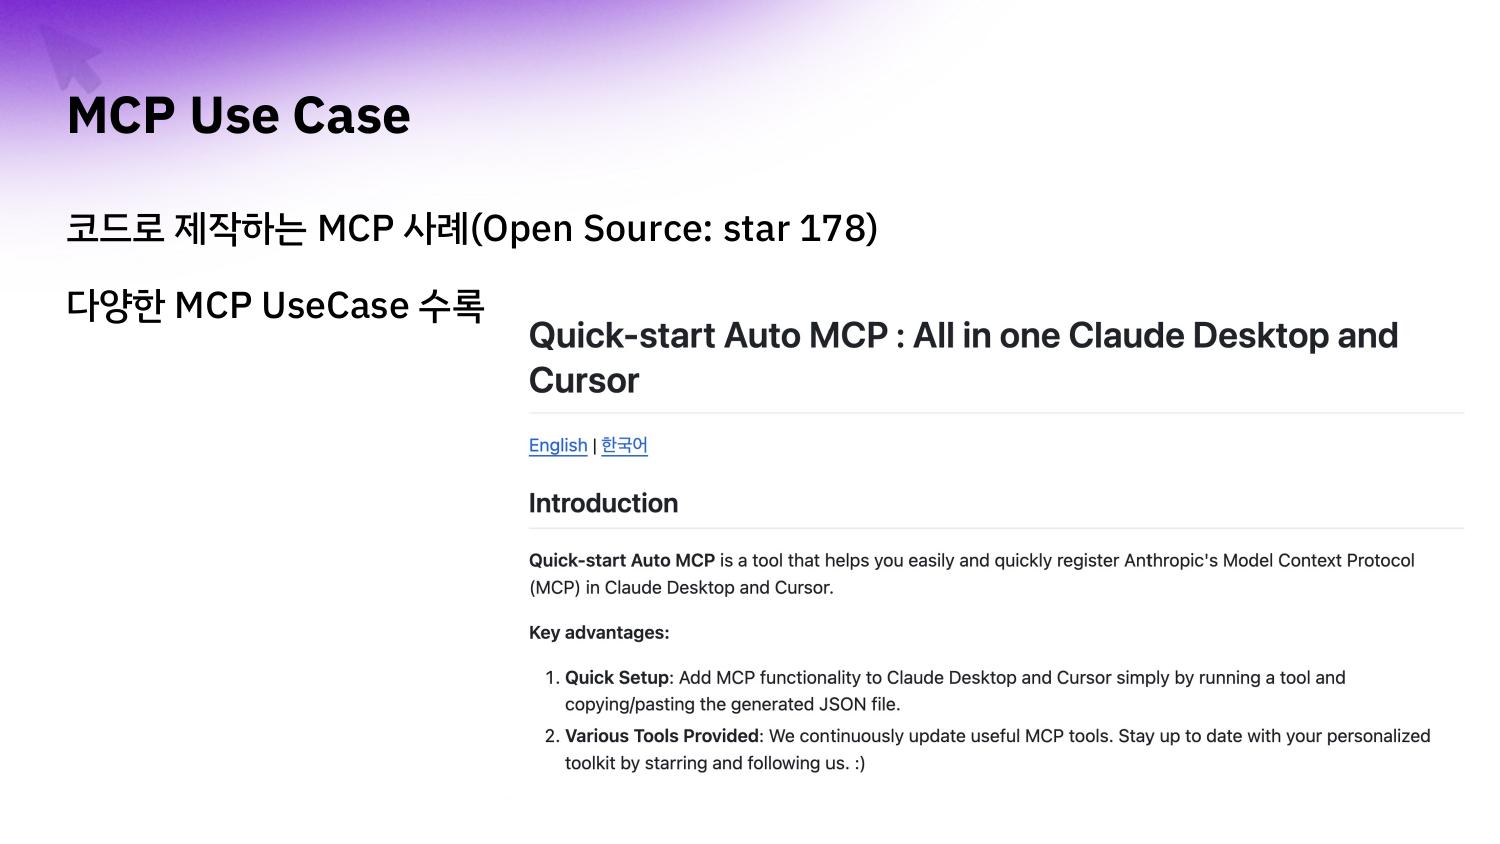 MCP Use Case
코드로 제작하는 MCP 사례(Open Source: star 178)
다양한 MCP UseCase 수록
Quick-start Auto MCP : All in one Claude Desktop and
Cursor
English | 한국어
Introduction
Quick-start Auto MCP is a tool that helps you easily and quickly register Anthropic's Model Context Protocol
(MCP) in Claude Desktop and Cursor.
Key advantages:
1. Quick Setup: Add MCP functionality to Claude Desktop and Cursor simply by running a tool and
copying/pasting the generated JSON file.
2. Various Tools Provided: We continuously update useful MCP tools. Stay up to date with your personalized
toolkit by starring and following us. :)